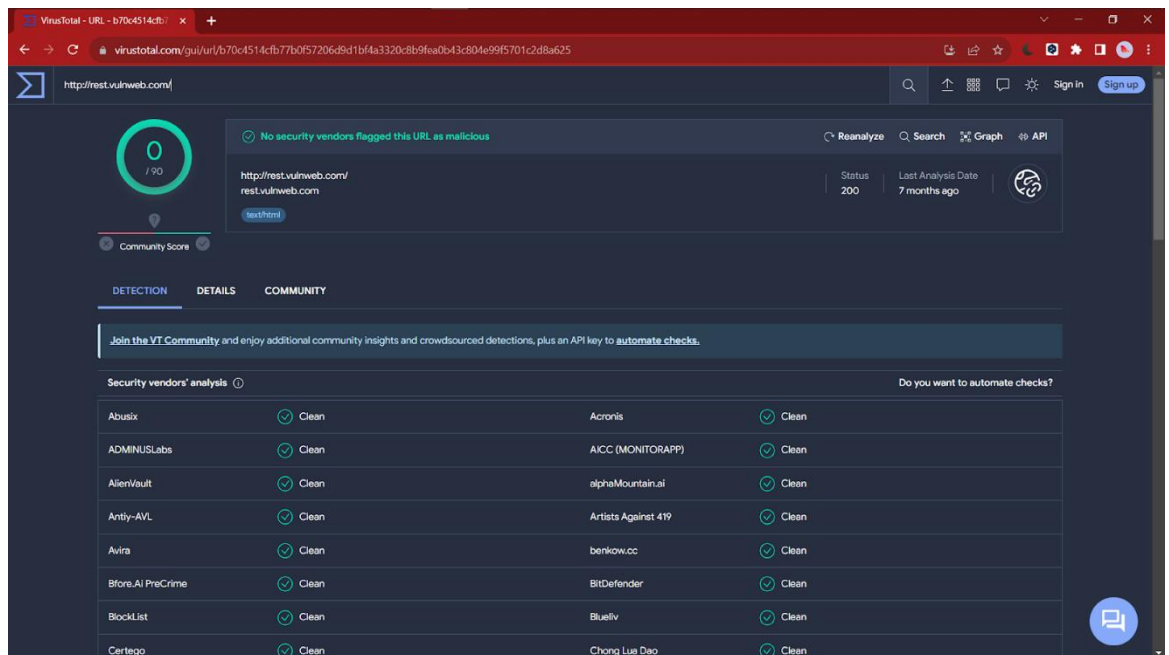 VirusTotal - URL - b70c4514cfb7
virustotal.com/gui/url/b70c4514cfb77b0f57206d9d1bf4a3320c8b9fea0b43c804e99f5701c2d8a625
http://rest.vulnweb.com/
Sign in Sign up
0
/ 90
Community Score
No security vendors flagged this URL as malicious
Reanalyze Search Graph API
http://rest.vulnweb.com/
rest.vulnweb.com
text/html
Status
200
Last Analysis Date
7 months ago
DETECTION DETAILS COMMUNITY
Join the VT Community and enjoy additional community insights and crowdsourced detections, plus an API key to automate checks.
Security vendors' analysis Do you want to automate checks?
Abusix Clean Acronis Clean
ADMINUSLabs Clean AICC (MONITORAPP) Clean
AlienVault Clean alphaMountain.ai Clean
Antiy-AVL Clean Artists Against 419 Clean
Avira Clean benkow.cc Clean
Bfore.Ai PreCrime Clean BitDefender Clean
BlockList Clean Blueliv Clean
Certego Clean Chong Lua Dao Clean